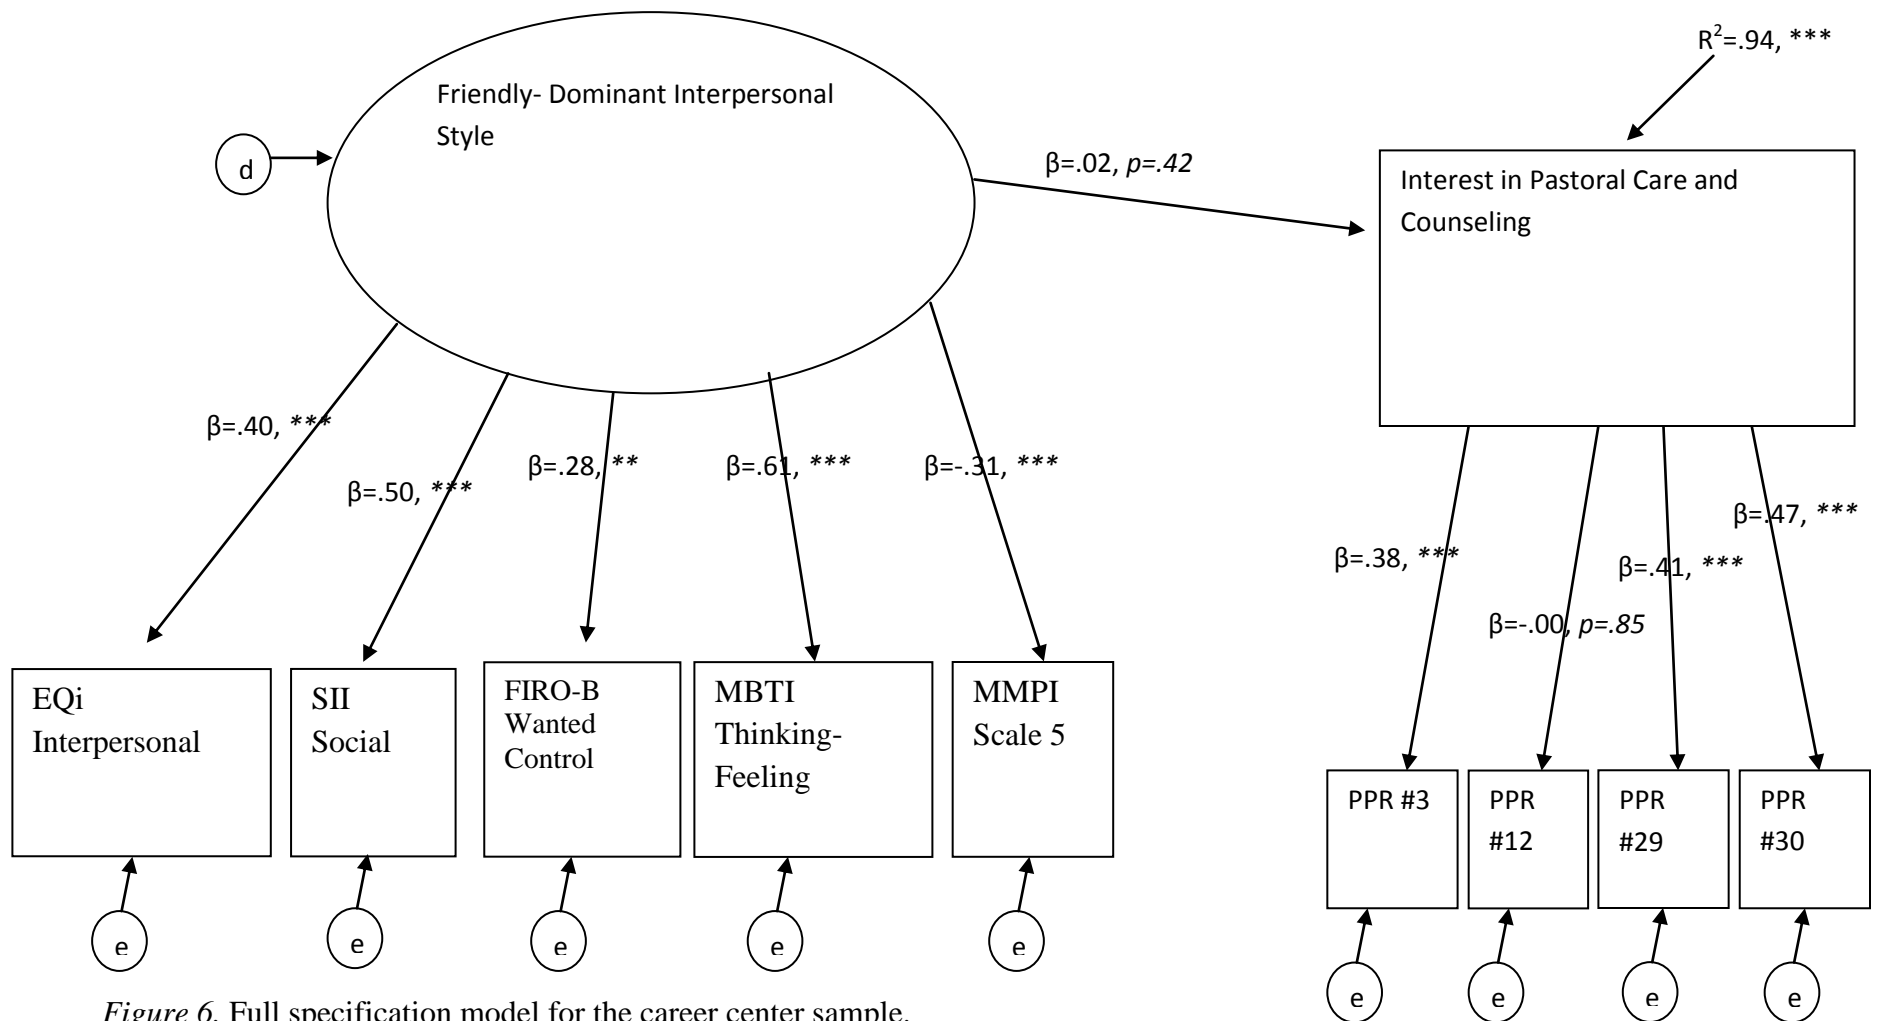 R²=.94, ***
Friendly- Dominant Interpersonal
Style
d
β=.02, p=.42
Interest in Pastoral Care and
Counseling
β=.40, ***
β=.50, ***
β=.28, **
β=.61, ***
β=-.31, ***
β=.38, ***
β=-.00, p=.85
β=.41, ***
β=.47, ***
EQi
Interpersonal
SII
Social
FIRO-B
Wanted
Control
MBTI
Thinking-
Feeling
MMPI
Scale 5
PPR #3
PPR
#12
PPR
#29
PPR
#30
e
e
e
e
e
e
e
e
e
Figure 6. Full specification model for the career center sample.